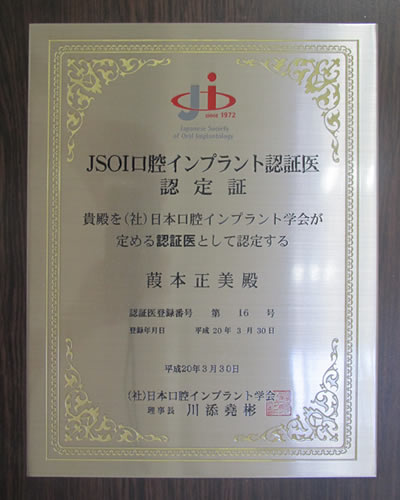 since 1972
Japanese Society
of Oral Implantology
JSOI口腔インプラント認証医
認定証
貴殿を(社)日本口腔インプラント学会が
定める認証医として認定する
葭本正美殿
認証医登録番号 第 16 号
登録年月日 平成 20 年 3 月 30 日
平成20年3月30日
(社)日本口腔インプラント学会
理事長 川添堯彬